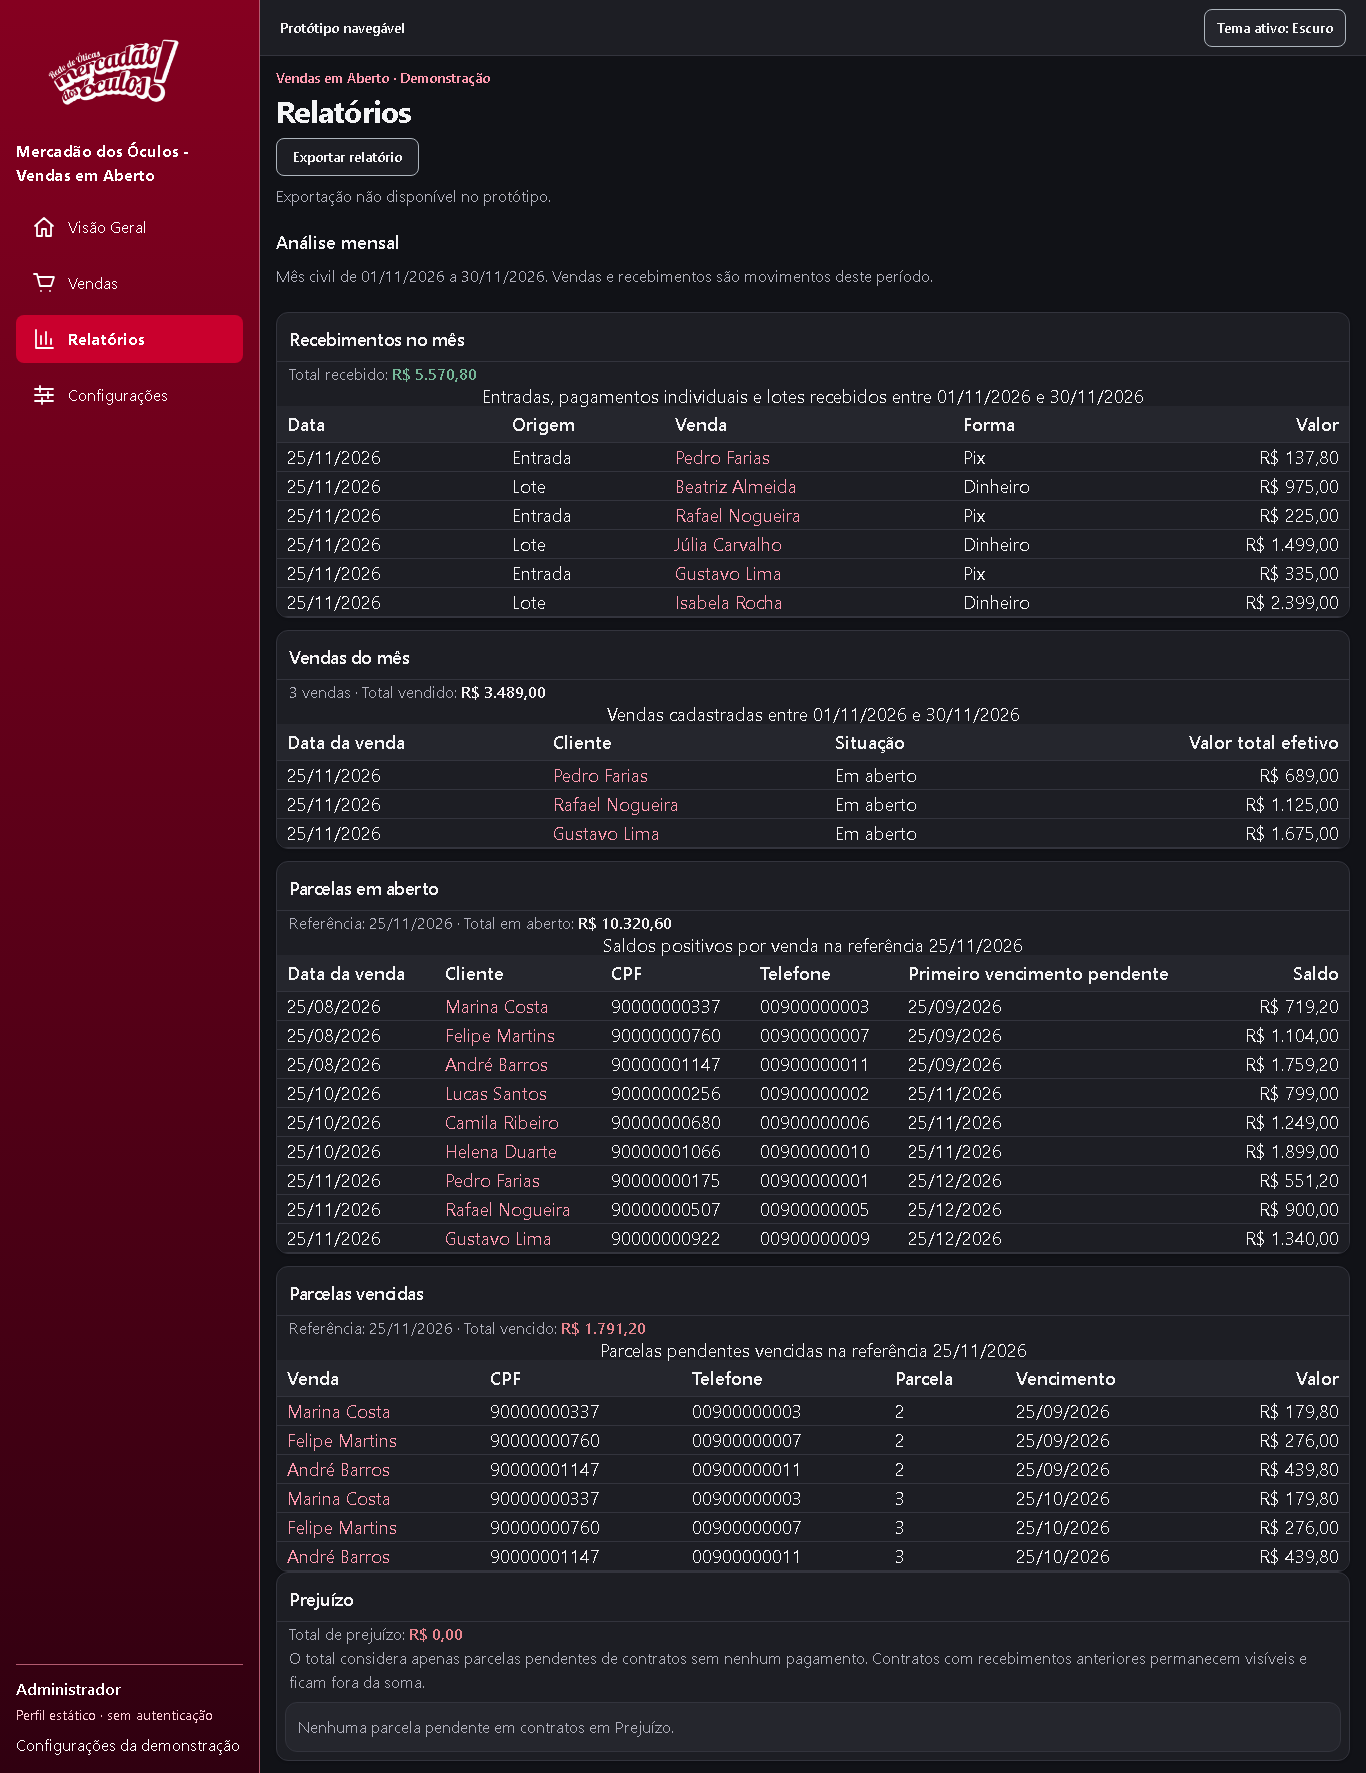 Rede de Óticas
mercadão
dos óculos!
Mercadão dos Óculos -
Vendas em Aberto
Visão Geral
Vendas
Relatórios
Configurações
Administrador
Perfil estático · sem autenticação
Configurações da demonstração
Protótipo navegável
Tema ativo: Escuro
Vendas em Aberto · Demonstração
Relatórios
Exportar relatório
Exportação não disponível no protótipo.
Análise mensal
Mês civil de 01/11/2026 a 30/11/2026. Vendas e recebimentos são movimentos deste período.
Recebimentos no mês
Total recebido: R$ 5.570,80
Entradas, pagamentos individuais e lotes recebidos entre 01/11/2026 e 30/11/2026
Data Origem Venda Forma Valor
25/11/2026 Entrada Pedro Farias Pix R$ 137,80
25/11/2026 Lote Beatriz Almeida Dinheiro R$ 975,00
25/11/2026 Entrada Rafael Nogueira Pix R$ 225,00
25/11/2026 Lote Júlia Carvalho Dinheiro R$ 1.499,00
25/11/2026 Entrada Gustavo Lima Pix R$ 335,00
25/11/2026 Lote Isabela Rocha Dinheiro R$ 2.399,00
Vendas do mês
3 vendas · Total vendido: R$ 3.489,00
Vendas cadastradas entre 01/11/2026 e 30/11/2026
Data da venda Cliente Situação Valor total efetivo
25/11/2026 Pedro Farias Em aberto R$ 689,00
25/11/2026 Rafael Nogueira Em aberto R$ 1.125,00
25/11/2026 Gustavo Lima Em aberto R$ 1.675,00
Parcelas em aberto
Referência: 25/11/2026 · Total em aberto: R$ 10.320,60
Saldos positivos por venda na referência 25/11/2026
Data da venda Cliente CPF Telefone Primeiro vencimento pendente Saldo
25/08/2026 Marina Costa 90000000337 00900000003 25/09/2026 R$ 719,20
25/08/2026 Felipe Martins 90000000760 00900000007 25/09/2026 R$ 1.104,00
25/08/2026 André Barros 90000001147 00900000011 25/09/2026 R$ 1.759,20
25/10/2026 Lucas Santos 90000000256 00900000002 25/11/2026 R$ 799,00
25/10/2026 Camila Ribeiro 90000000680 00900000006 25/11/2026 R$ 1.249,00
25/10/2026 Helena Duarte 90000001066 00900000010 25/11/2026 R$ 1.899,00
25/11/2026 Pedro Farias 90000000175 00900000001 25/12/2026 R$ 551,20
25/11/2026 Rafael Nogueira 90000000507 00900000005 25/12/2026 R$ 900,00
25/11/2026 Gustavo Lima 90000000922 00900000009 25/12/2026 R$ 1.340,00
Parcelas vencidas
Referência: 25/11/2026 · Total vencido: R$ 1.791,20
Parcelas pendentes vencidas na referência 25/11/2026
Venda CPF Telefone Parcela Vencimento Valor
Marina Costa 90000000337 00900000003 2 25/09/2026 R$ 179,80
Felipe Martins 90000000760 00900000007 2 25/09/2026 R$ 276,00
André Barros 90000001147 00900000011 2 25/09/2026 R$ 439,80
Marina Costa 90000000337 00900000003 3 25/10/2026 R$ 179,80
Felipe Martins 90000000760 00900000007 3 25/10/2026 R$ 276,00
André Barros 90000001147 00900000011 3 25/10/2026 R$ 439,80
Prejuízo
Total de prejuízo: R$ 0,00
O total considera apenas parcelas pendentes de contratos sem nenhum pagamento. Contratos com recebimentos anteriores permanecem visíveis e
ficam fora da soma.
Nenhuma parcela pendente em contratos em Prejuízo.